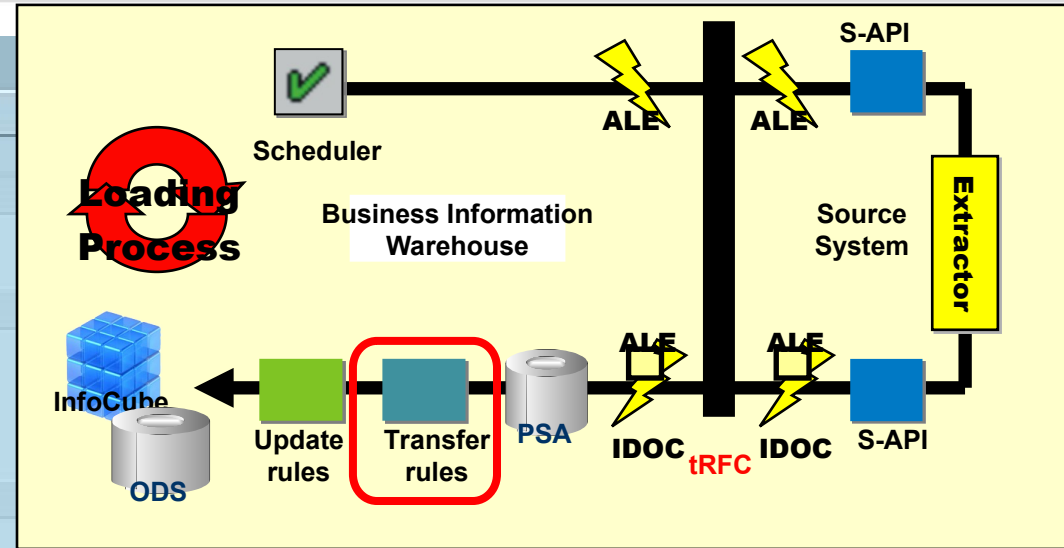 S-API
ALE
ALE
Scheduler
Loading
Process
Business Information
Warehouse
Source
System
Extractor
ALE
ALE
InfoCube
ODS
Update
rules
Transfer
rules
PSA
IDOC
tRFC
IDOC
S-API